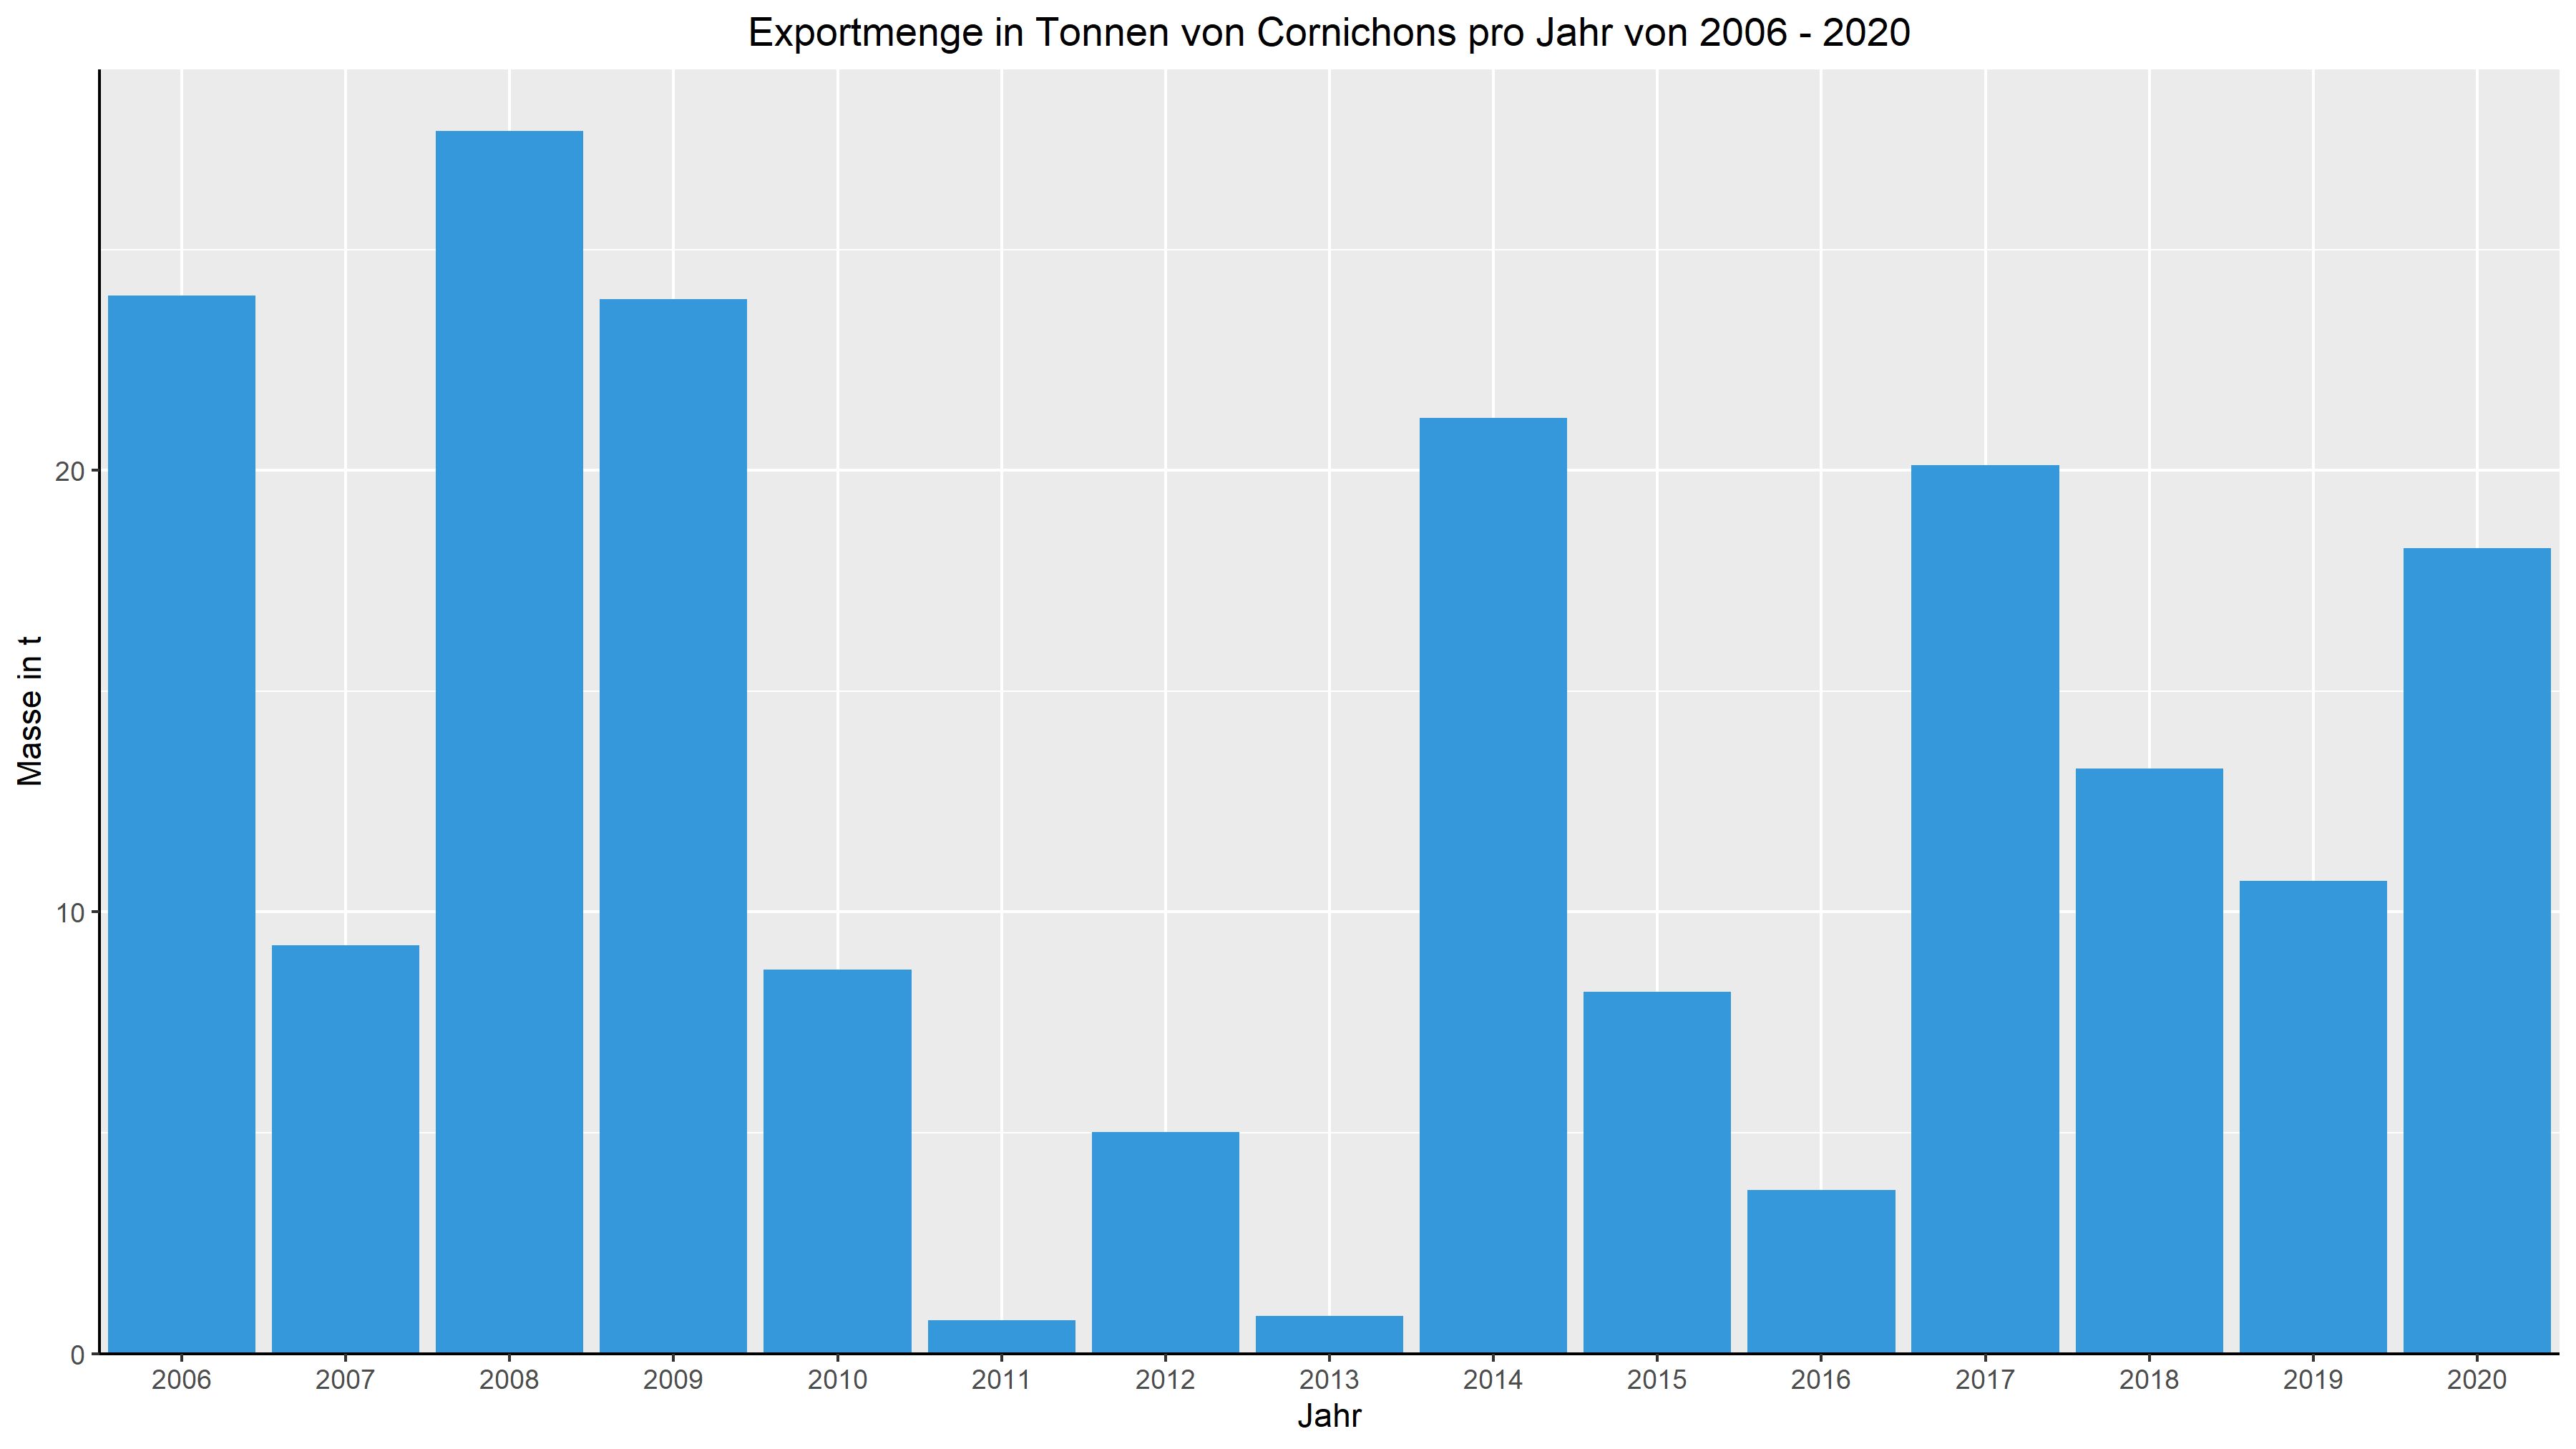 Exportmenge in Tonnen von Cornichons pro Jahr von 2006 - 2020
Masse in t
20
10
0
2006 2007 2008 2009 2010 2011 2012 2013 2014 2015 2016 2017 2018 2019 2020
Jahr